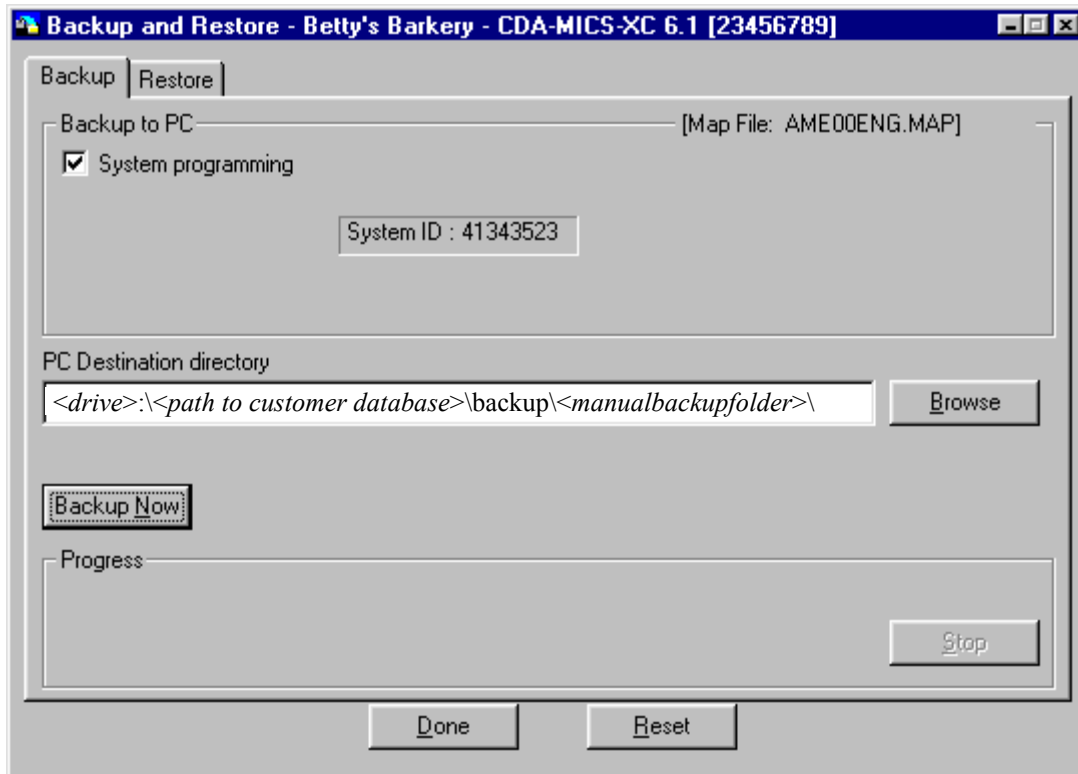 Backup and Restore - Betty's Barkery - CDA-MICS-XC 6.1 [23456789]
Backup Restore
Backup to PC [Map File: AME00ENG.MAP]
System programming
System ID : 41343523
PC Destination directory
<drive>:\<path to customer database>\backup\<manualbackupfolder>\ Browse
Backup Now
Progress
Stop
Done Reset